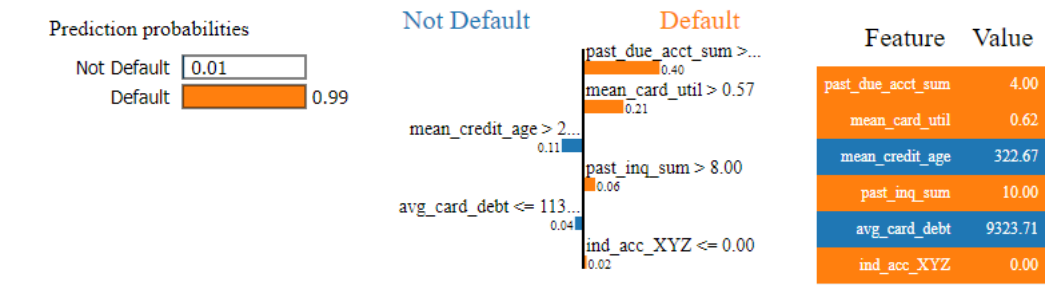 Prediction probabilities
Not Default 0.01
Default 0.99
Not Default Default
past_due_acct_sum >...
0.40
mean_card_util > 0.57
0.21
mean_credit_age > 2...
0.11
past_inq_sum > 8.00
0.06
avg_card_debt <= 113...
0.04
ind_acc_XYZ <= 0.00
0.02
Feature Value
past_due_acct_sum 4.00
mean_card_util 0.62
mean_credit_age 322.67
past_inq_sum 10.00
avg_card_debt 9323.71
ind_acc_XYZ 0.00